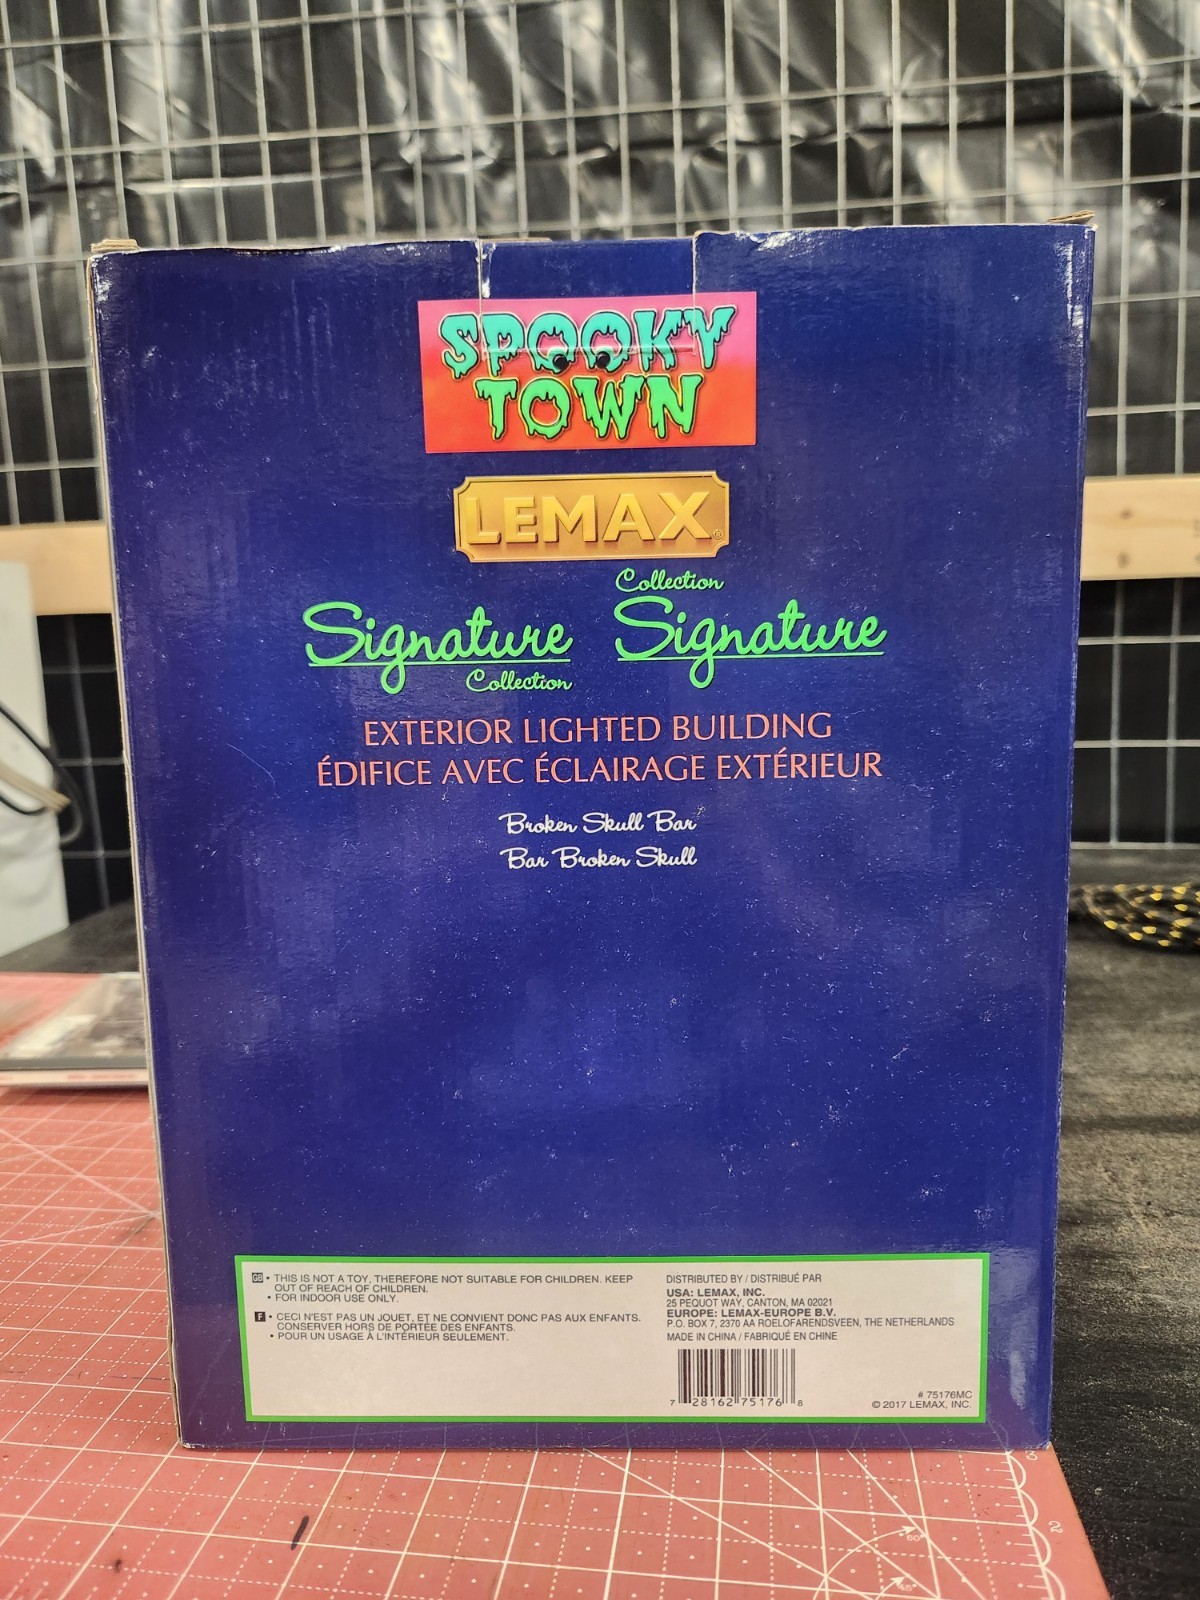 SPOOKY
TOWN
LEMAX®
Signature
Collection
Collection
Signature
EXTERIOR LIGHTED BUILDING
ÉDIFICE AVEC ÉCLAIRAGE EXTÉRIEUR
Broken Skull Bar
Bar Broken Skull
GB • THIS IS NOT A TOY, THEREFORE NOT SUITABLE FOR CHILDREN. KEEP
OUT OF REACH OF CHILDREN.
• FOR INDOOR USE ONLY.
F • CECI N'EST PAS UN JOUET, ET NE CONVIENT DONC PAS AUX ENFANTS.
CONSERVER HORS DE PORTÉE DES ENFANTS.
• POUR UN USAGE À L'INTÉRIEUR SEULEMENT.
DISTRIBUTED BY / DISTRIBUÉ PAR
USA: LEMAX, INC.
25 PEQUOT WAY, CANTON, MA 02021
EUROPE: LEMAX-EUROPE B.V.
P.O. BOX 7, 2370 AA ROELOFARENDSVEEN, THE NETHERLANDS
MADE IN CHINA / FABRIQUÉ EN CHINE
7 28162 75176 8
# 75176MC
© 2017 LEMAX, INC.
2
60°
45°